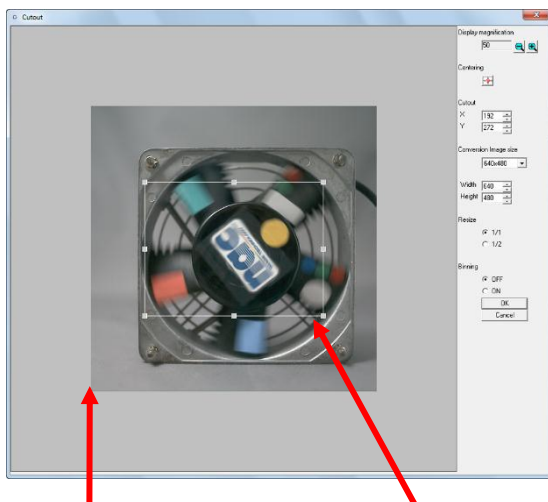 Cutout
Display magnification
50
Centering
Cutout
X 192
Y 272
Conversion Image size
640x480
Width 640
Height 480
Resize
1/1
1/2
Binning
OFF
ON
OK
Cancel